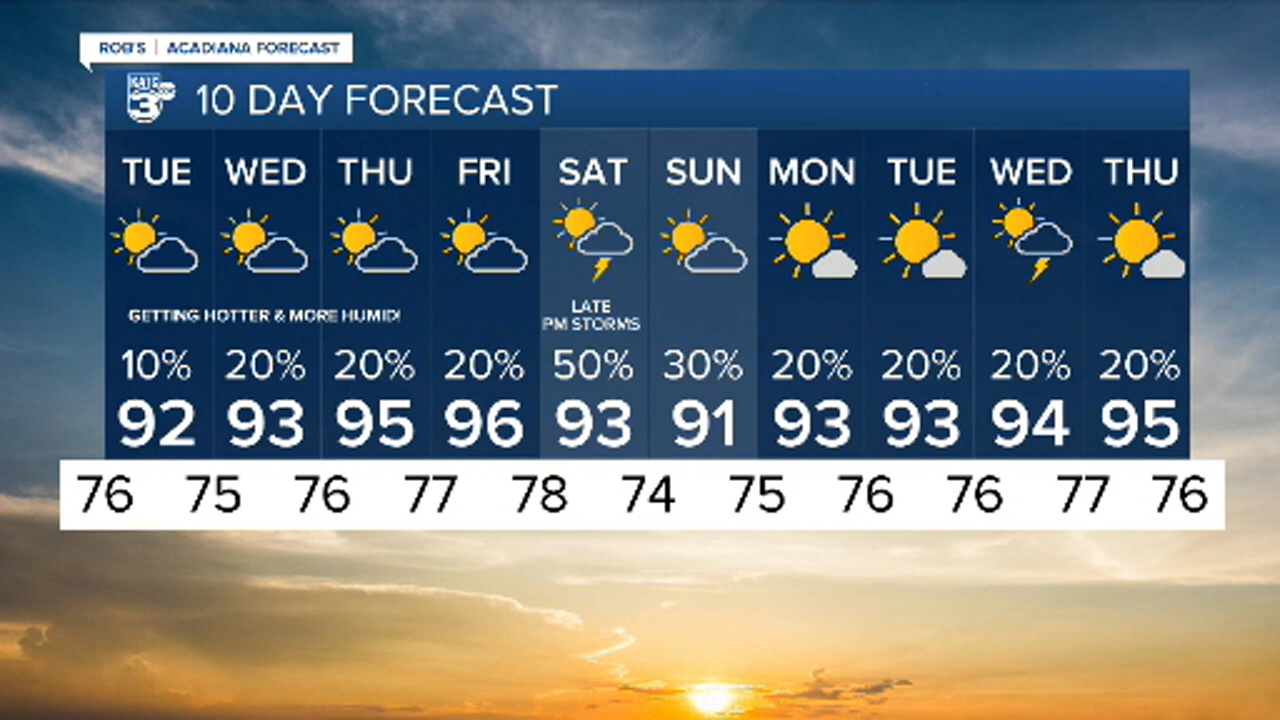 ROB'S | ACADIANA FORECAST
KATC 3 10 DAY FORECAST
TUE WED THU FRI SAT SUN MON TUE WED THU
GETTING HOTTER & MORE HUMID!
LATE
PM STORMS
10% 20% 20% 20% 50% 30% 20% 20% 20% 20%
92 93 95 96 93 91 93 93 94 95
76 75 76 77 78 74 75 76 76 77 76